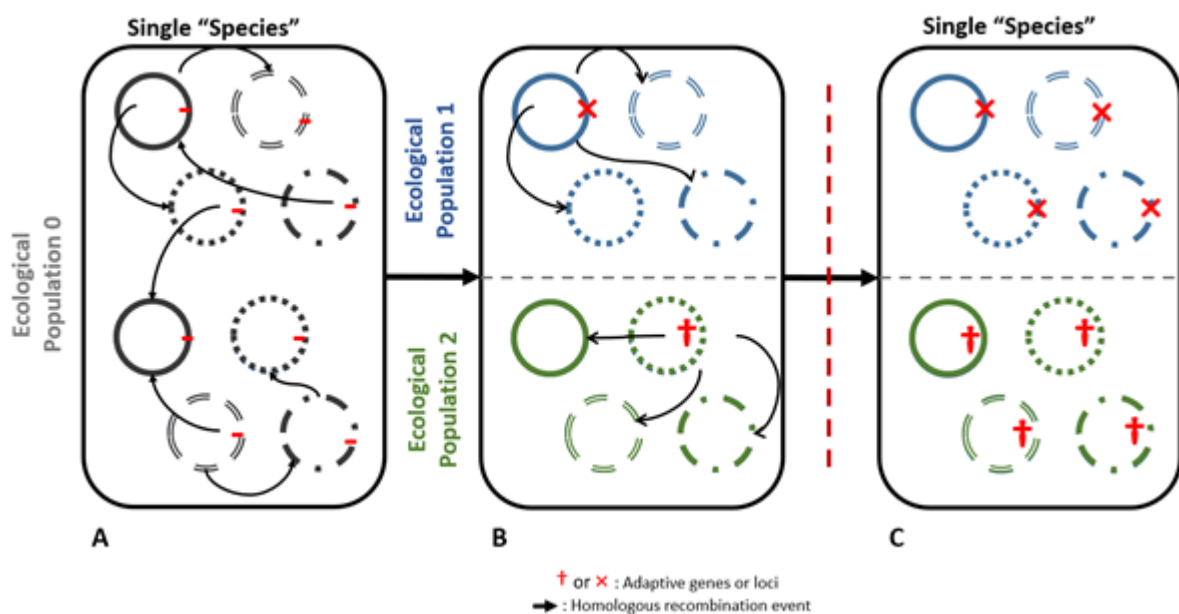 Single “Species”
Single “Species”
Ecological
Population 0
Ecological
Population 1
Ecological
Population 2
A
B
C
† or × : Adaptive genes or loci
: Homologous recombination event